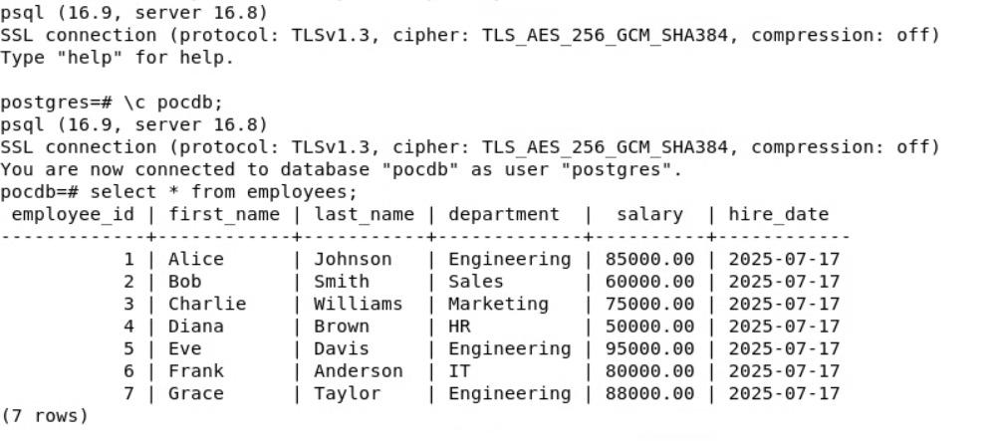 psql (16.9, server 16.8)
SSL connection (protocol: TLSv1.3, cipher: TLS_AES_256_GCM_SHA384, compression: off)
Type "help" for help.

postgres=# \c pocdb;
psql (16.9, server 16.8)
SSL connection (protocol: TLSv1.3, cipher: TLS_AES_256_GCM_SHA384, compression: off)
You are now connected to database "pocdb" as user "postgres".
pocdb=# select * from employees;
 employee_id | first_name | last_name | department  |  salary  | hire_date
-------------+------------+-----------+-------------+----------+------------
           1 | Alice      | Johnson   | Engineering | 85000.00 | 2025-07-17
           2 | Bob        | Smith     | Sales       | 60000.00 | 2025-07-17
           3 | Charlie    | Williams  | Marketing   | 75000.00 | 2025-07-17
           4 | Diana      | Brown     | HR          | 50000.00 | 2025-07-17
           5 | Eve        | Davis     | Engineering | 95000.00 | 2025-07-17
           6 | Frank      | Anderson  | IT          | 80000.00 | 2025-07-17
           7 | Grace      | Taylor    | Engineering | 88000.00 | 2025-07-17
(7 rows)